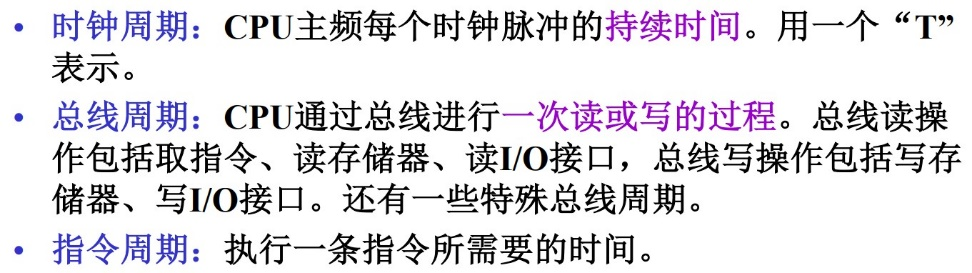 • 时钟周期：CPU主频每个时钟脉冲的持续时间。用一个“T”
表示。
• 总线周期：CPU通过总线进行一次读或写的过程。总线读操
作包括取指令、读存储器、读I/O接口，总线写操作包括写存
储器、写I/O接口。还有一些特殊总线周期。
• 指令周期：执行一条指令所需要的时间。